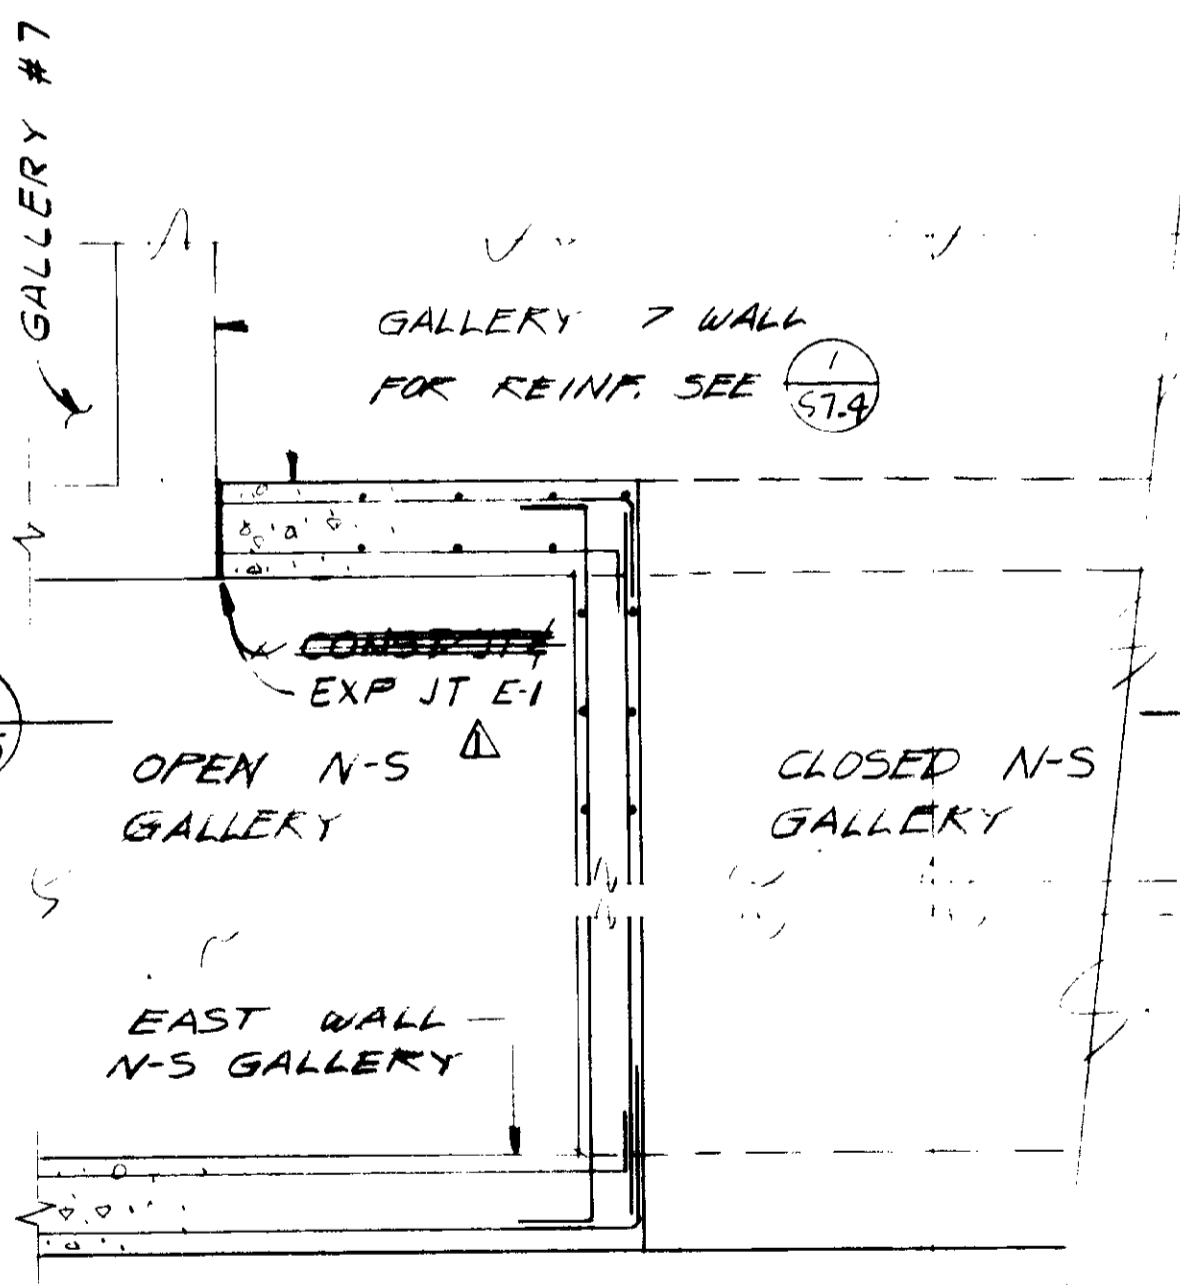 GALLERY #7
GALLERY 7 WALL
FOR REINF. SEE
1
S7.4
CONST JT
EXP JT E-1
1
OPEN N-S
GALLERY
CLOSED N-S
GALLERY
EAST WALL
N-S GALLERY